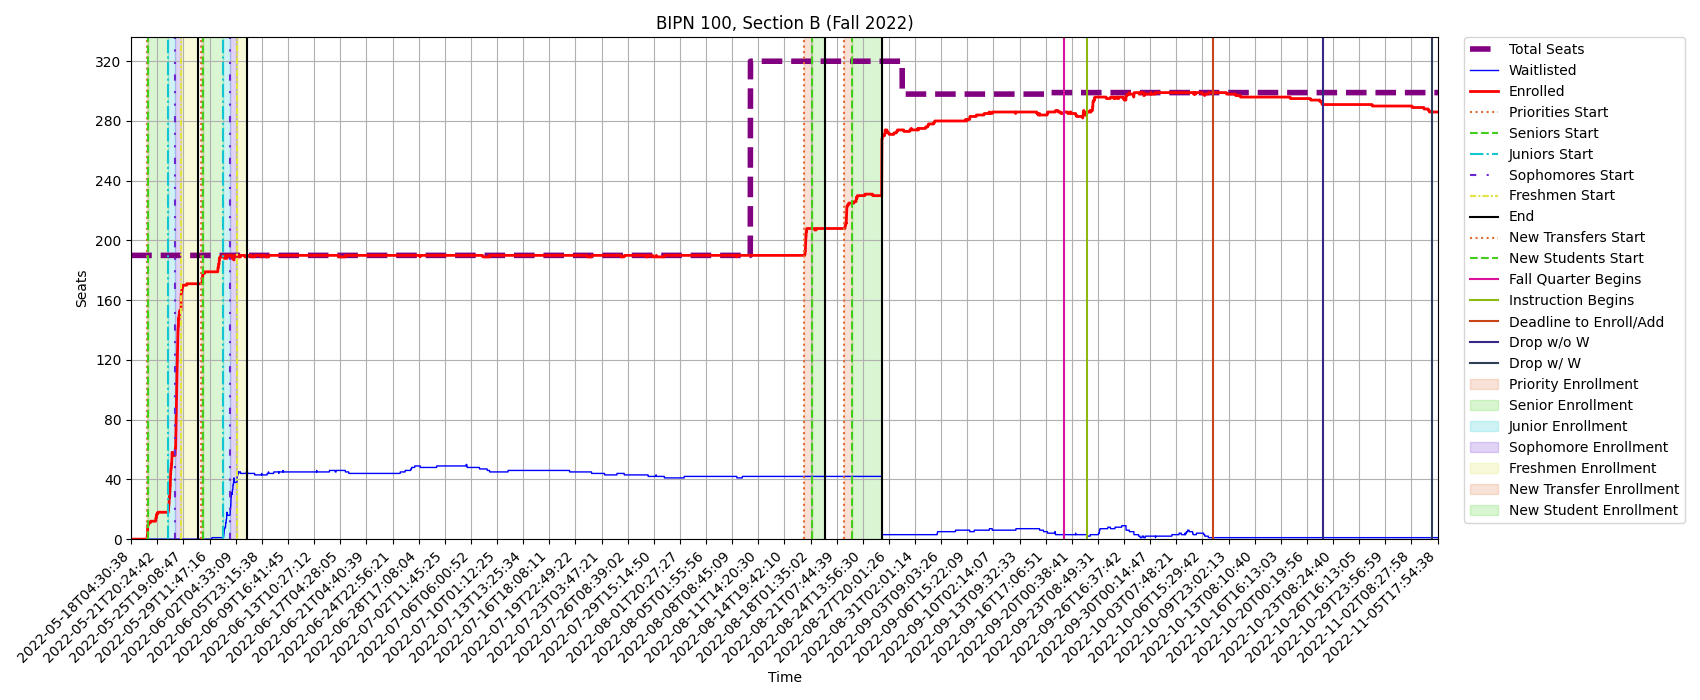 BIPN 100, Section B (Fall 2022)
Seats
320
280
240
200
160
120
80
40
0
2022-05-18T04:30:38
2022-05-21T20:24:42
2022-05-25T19:08:47
2022-05-29T11:47:16
2022-06-02T04:33:09
2022-06-05T23:15:38
2022-06-09T16:41:45
2022-06-13T10:27:12
2022-06-17T04:28:05
2022-06-21T04:40:39
2022-06-24T22:56:21
2022-06-28T17:08:04
2022-07-02T11:45:25
2022-07-06T06:00:52
2022-07-10T01:12:25
2022-07-13T13:25:34
2022-07-16T18:08:11
2022-07-19T22:49:22
2022-07-23T03:47:21
2022-07-26T08:39:02
2022-07-29T15:14:50
2022-08-01T20:27:27
2022-08-05T01:55:56
2022-08-08T08:45:09
2022-08-11T14:20:30
2022-08-14T19:42:10
2022-08-18T01:35:02
2022-08-21T07:44:39
2022-08-24T13:56:30
2022-08-27T20:01:26
2022-08-31T02:01:14
2022-09-03T09:03:26
2022-09-06T15:22:09
2022-09-10T02:14:07
2022-09-13T09:32:33
2022-09-16T17:06:51
2022-09-20T00:38:41
2022-09-23T08:49:31
2022-09-26T16:37:42
2022-09-30T00:14:47
2022-10-03T07:48:21
2022-10-06T15:29:42
2022-10-09T23:02:13
2022-10-13T08:10:40
2022-10-16T16:13:03
2022-10-20T00:19:56
2022-10-23T08:24:40
2022-10-26T16:13:05
2022-10-29T23:56:59
2022-11-02T08:27:58
2022-11-05T17:54:38
Time
Total Seats
Waitlisted
Enrolled
Priorities Start
Seniors Start
Juniors Start
Sophomores Start
Freshmen Start
End
New Transfers Start
New Students Start
Fall Quarter Begins
Instruction Begins
Deadline to Enroll/Add
Drop w/o W
Drop w/ W
Priority Enrollment
Senior Enrollment
Junior Enrollment
Sophomore Enrollment
Freshmen Enrollment
New Transfer Enrollment
New Student Enrollment